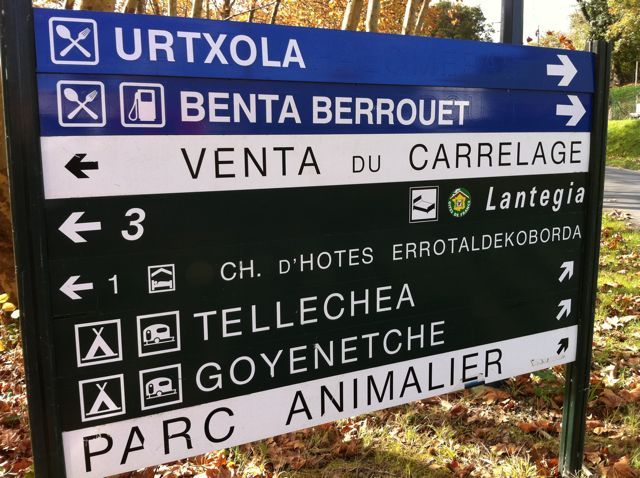 URTXOLA
BENTA BERROUET
VENTA DU CARRELAGE
3 Lantegia
1 CH. D'HOTES ERROTALDEKOBORDA
TELLECHEA
GOYENETCHE
PARC ANIMALIER